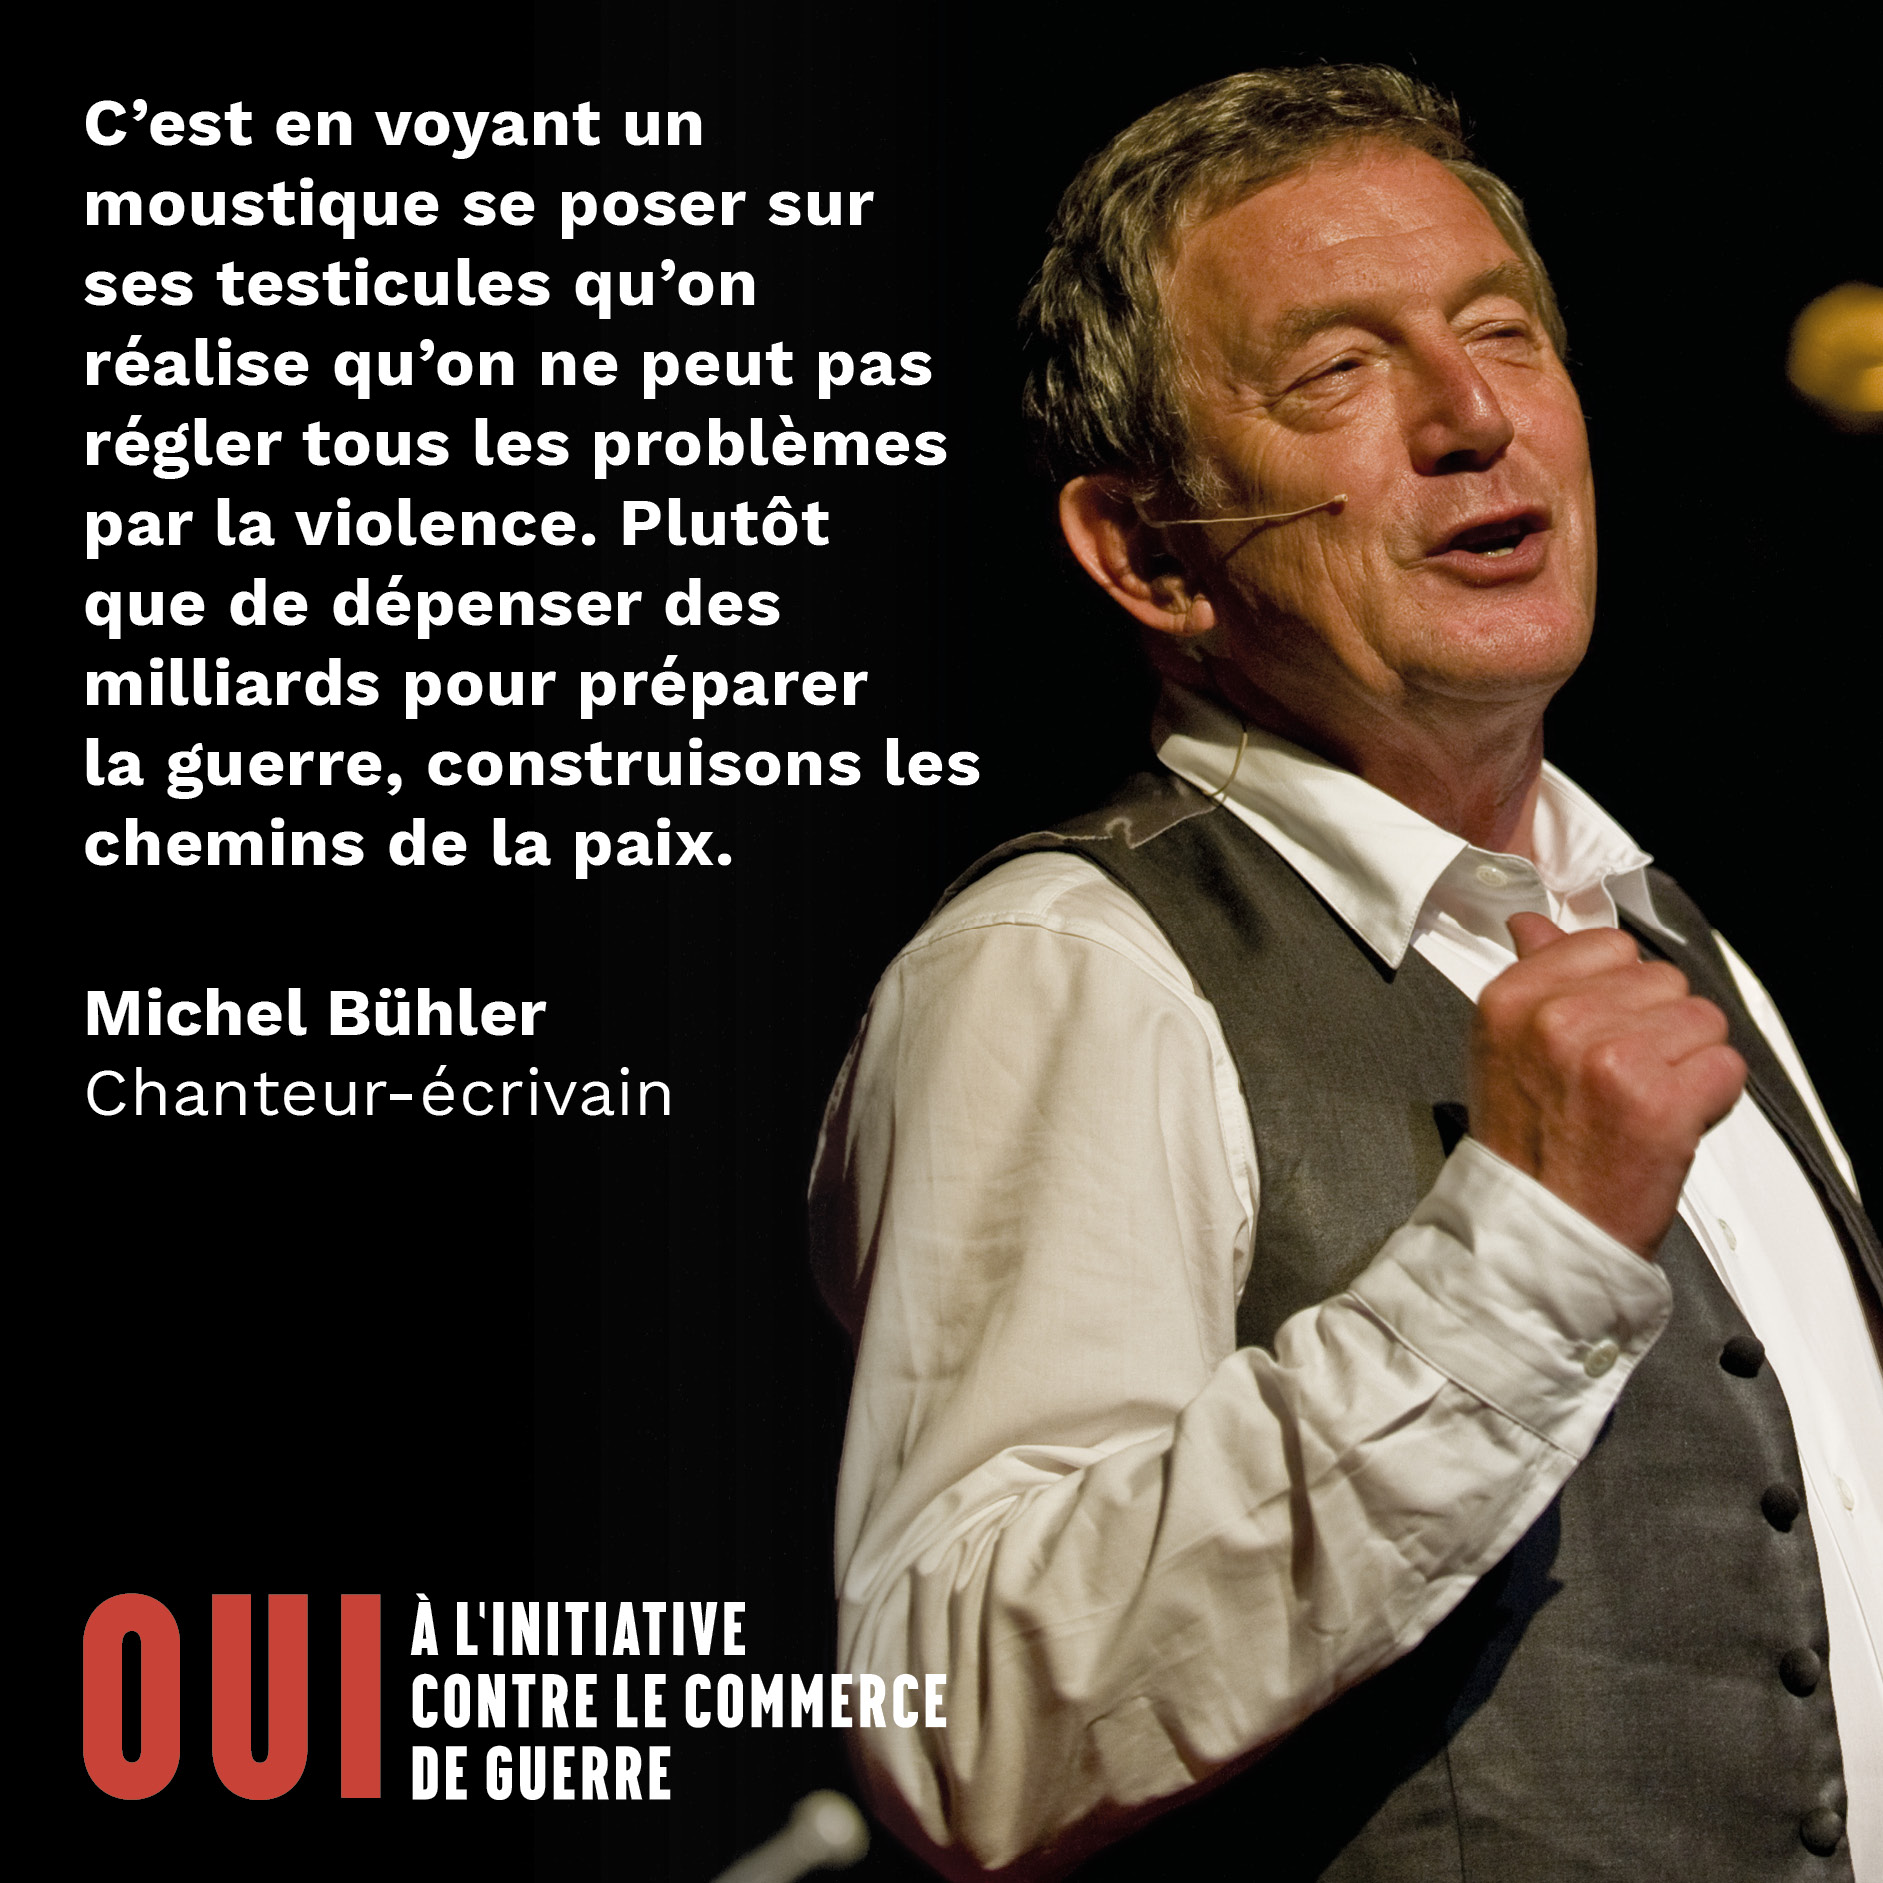 C’est en voyant un
moustique se poser sur
ses testicules qu’on
réalise qu’on ne peut pas
régler tous les problèmes
par la violence. Plutôt
que de dépenser des
milliards pour préparer
la guerre, construisons les
chemins de la paix.
Michel Bühler
Chanteur-écrivain
OUI À L'INITIATIVE
CONTRE LE COMMERCE
DE GUERRE